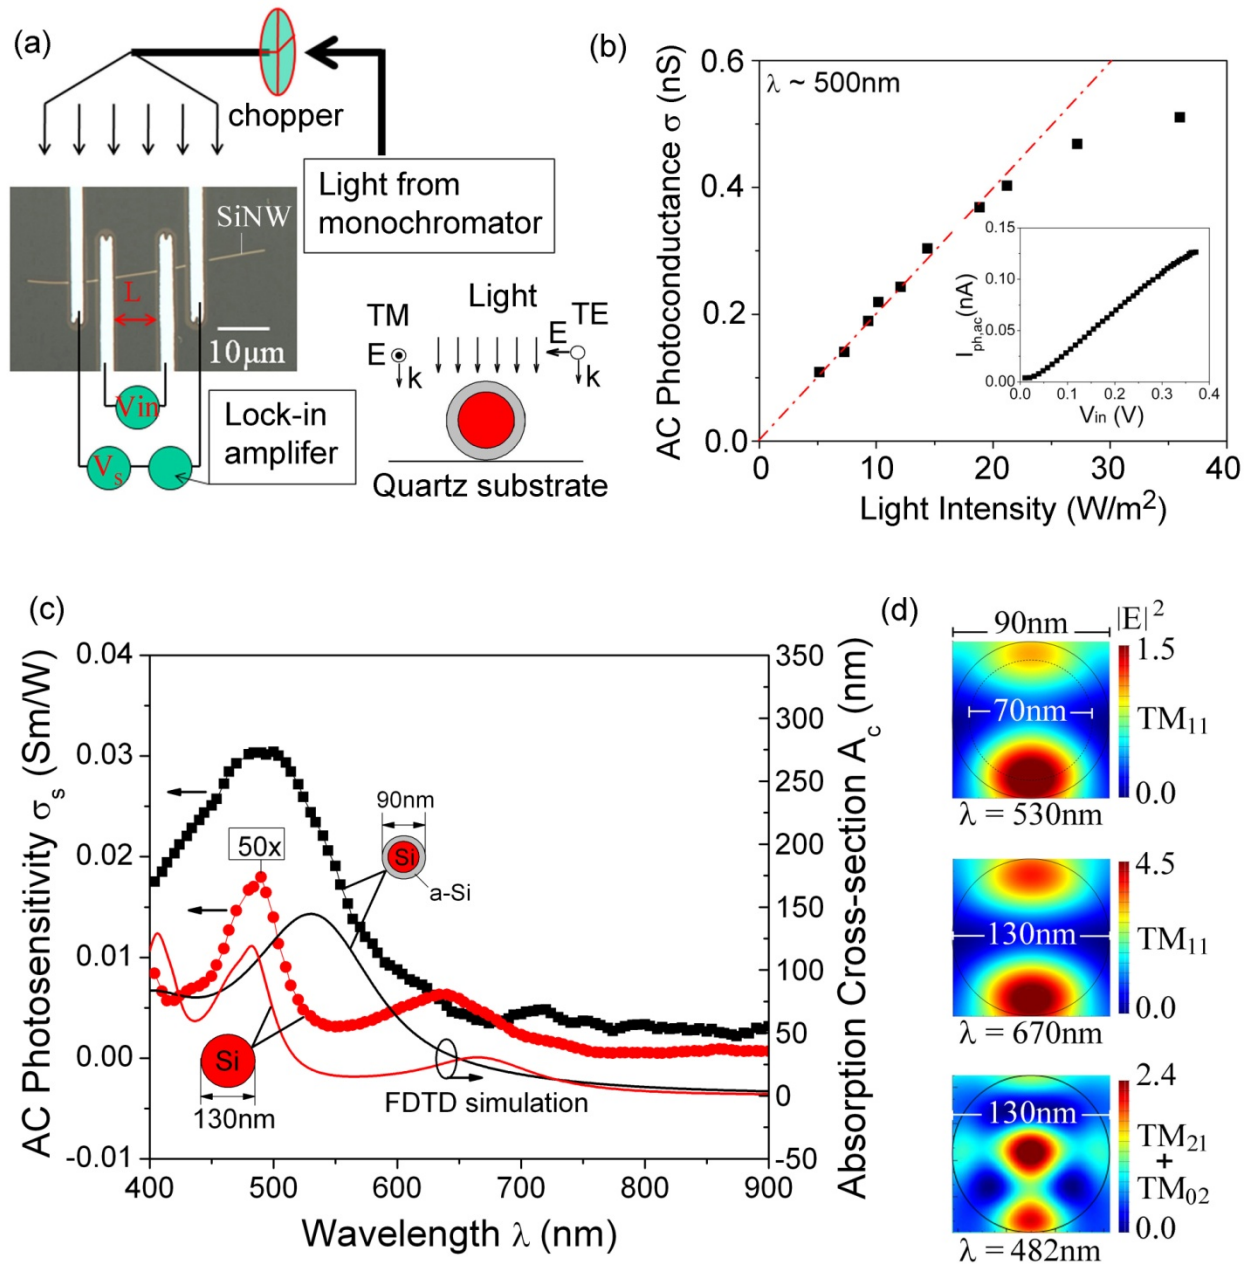 (a)
chopper
Light from
monochromator
SiNW
L
10μm
Vin
Vs
Lock-in
amplifer
Light
TM
E
k
TE
E
k
Quartz substrate
(b)
λ ~ 500nm
AC Photoconductance σ (nS)
0.6
0.4
0.2
0.0
0 10 20 30 40
Light Intensity (W/m²)
Iph,ac(nA)
0.15
0.10
0.05
0.00
0.0 0.1 0.2 0.3 0.4
Vin (V)
(c)
AC Photosensitivity σs (Sm/W)
0.04
0.03
0.02
0.01
0.00
-0.01
400 500 600 700 800 900
Wavelength λ (nm)
350
300
250
200
150
100
50
0
-50
Absorption Cross-section Ac (nm)
50x
90nm
Si
a-Si
Si
130nm
FDTD simulation
(d)
90nm
|E|²
1.5
70nm
TM11
0.0
λ = 530nm
4.5
130nm
TM11
0.0
λ = 670nm
2.4
130nm
TM21
+
TM02
0.0
λ = 482nm